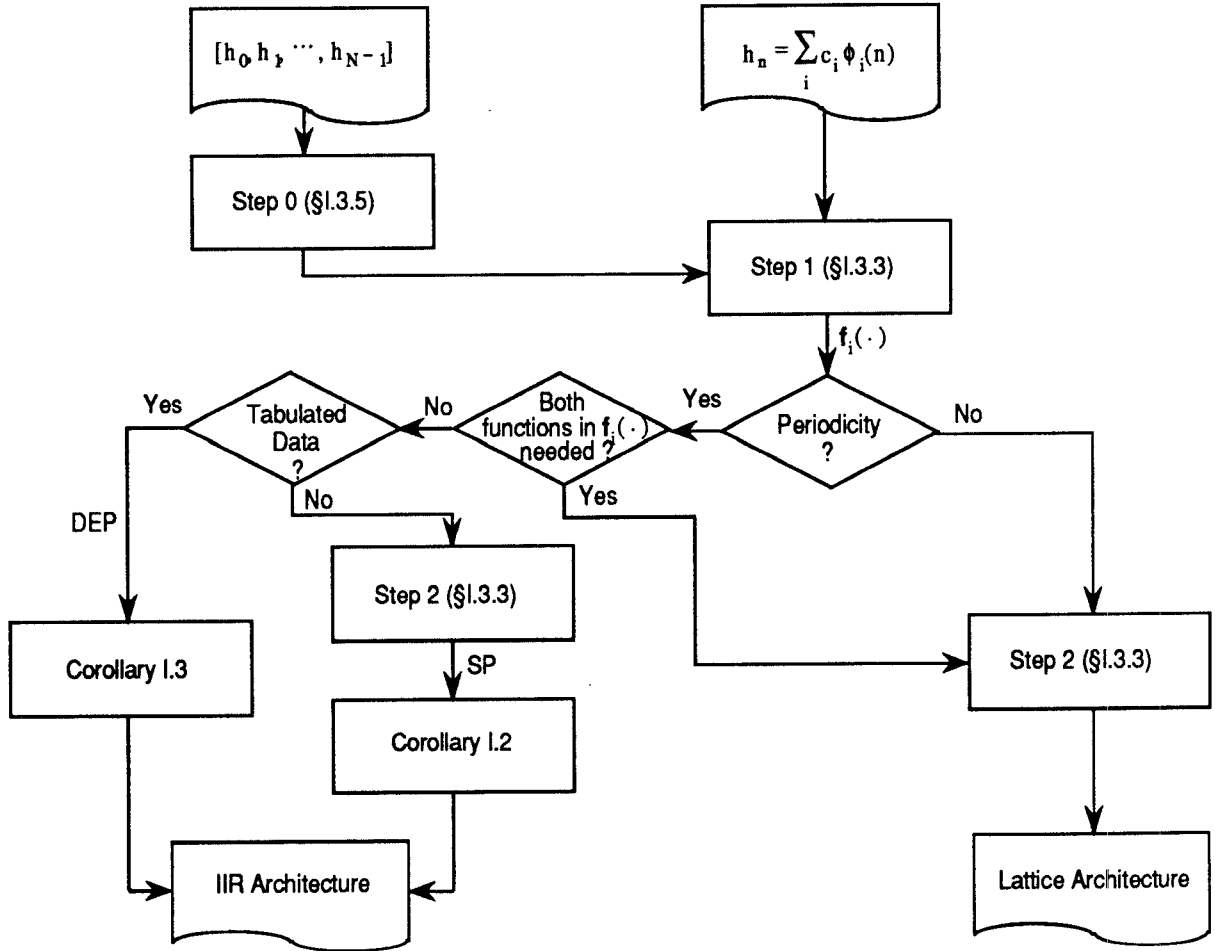 [h₀, h₁, ⋯, h_{N−1}]
hₙ = ∑ᵢ cᵢ ϕᵢ(n)
Step 0 (§I.3.5)
Step 1 (§I.3.3)
fᵢ(·)
Yes
Tabulated
Data
?
No
Both
functions in fᵢ(·)
needed ?
Yes
Periodicity
?
No
No
Yes
DEP
Step 2 (§I.3.3)
SP
Corollary I.3
Corollary I.2
Step 2 (§I.3.3)
IIR Architecture
Lattice Architecture